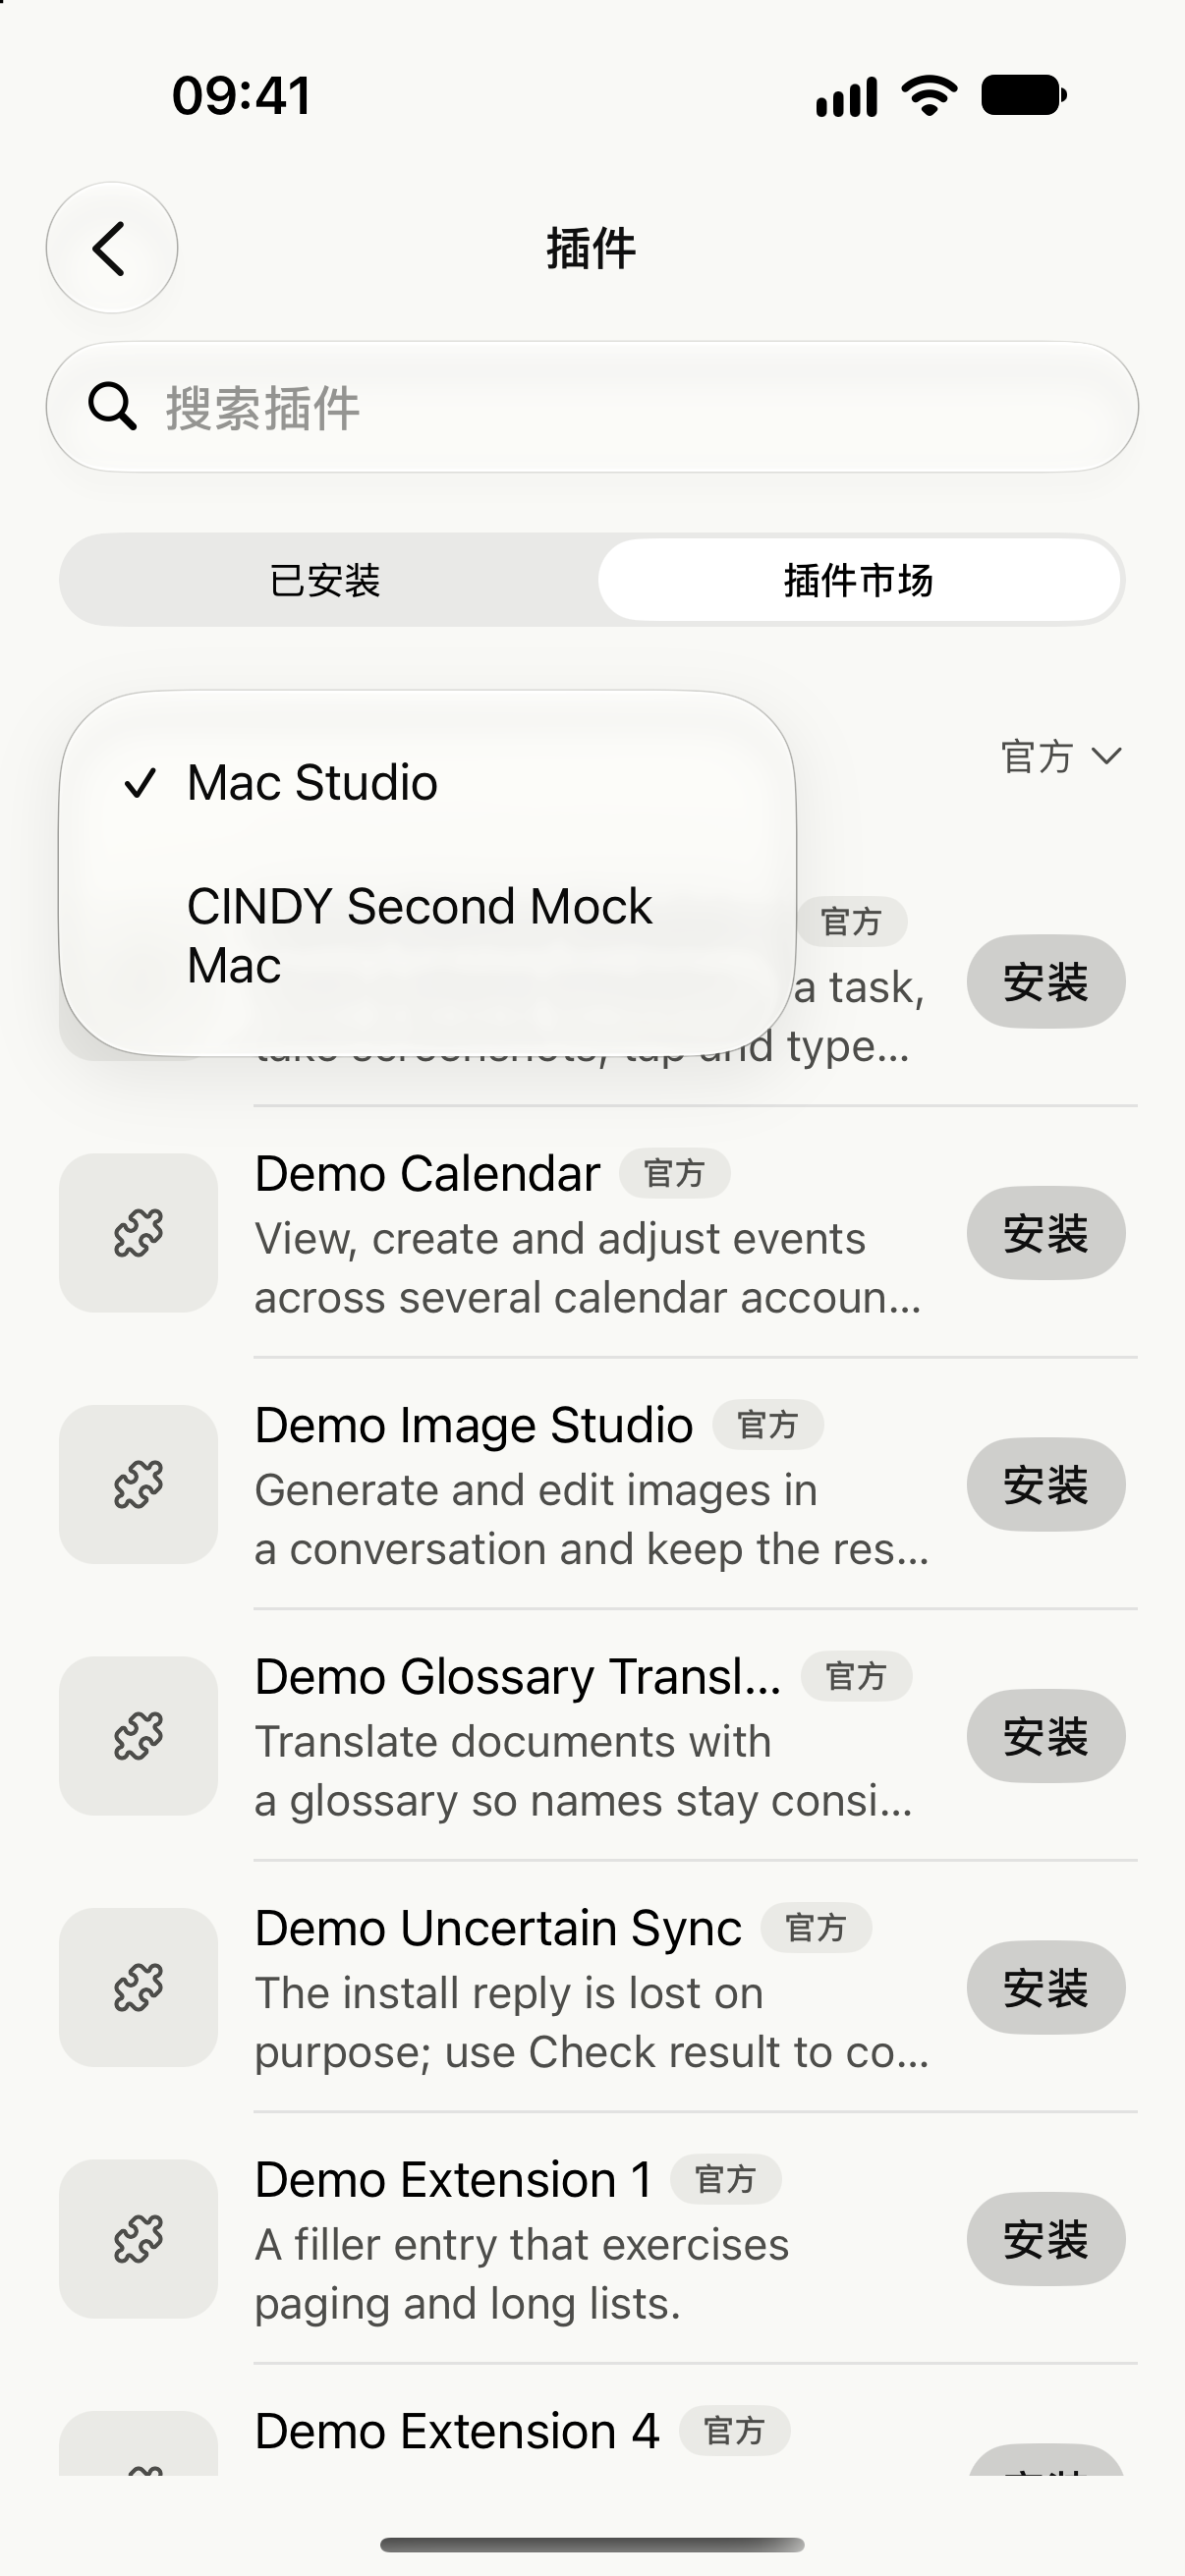 09:41
插件
搜索插件
已安装
插件市场
官方
Mac Studio
CINDY Second Mock
Mac
官方
a task,
安装
take screenshots, tap and type...
Demo Calendar
官方
View, create and adjust events
across several calendar accoun...
安装
Demo Image Studio
官方
Generate and edit images in
a conversation and keep the res...
安装
Demo Glossary Transl...
官方
Translate documents with
a glossary so names stay consi...
安装
Demo Uncertain Sync
官方
The install reply is lost on
purpose; use Check result to co...
安装
Demo Extension 1
官方
A filler entry that exercises
paging and long lists.
安装
Demo Extension 4
官方